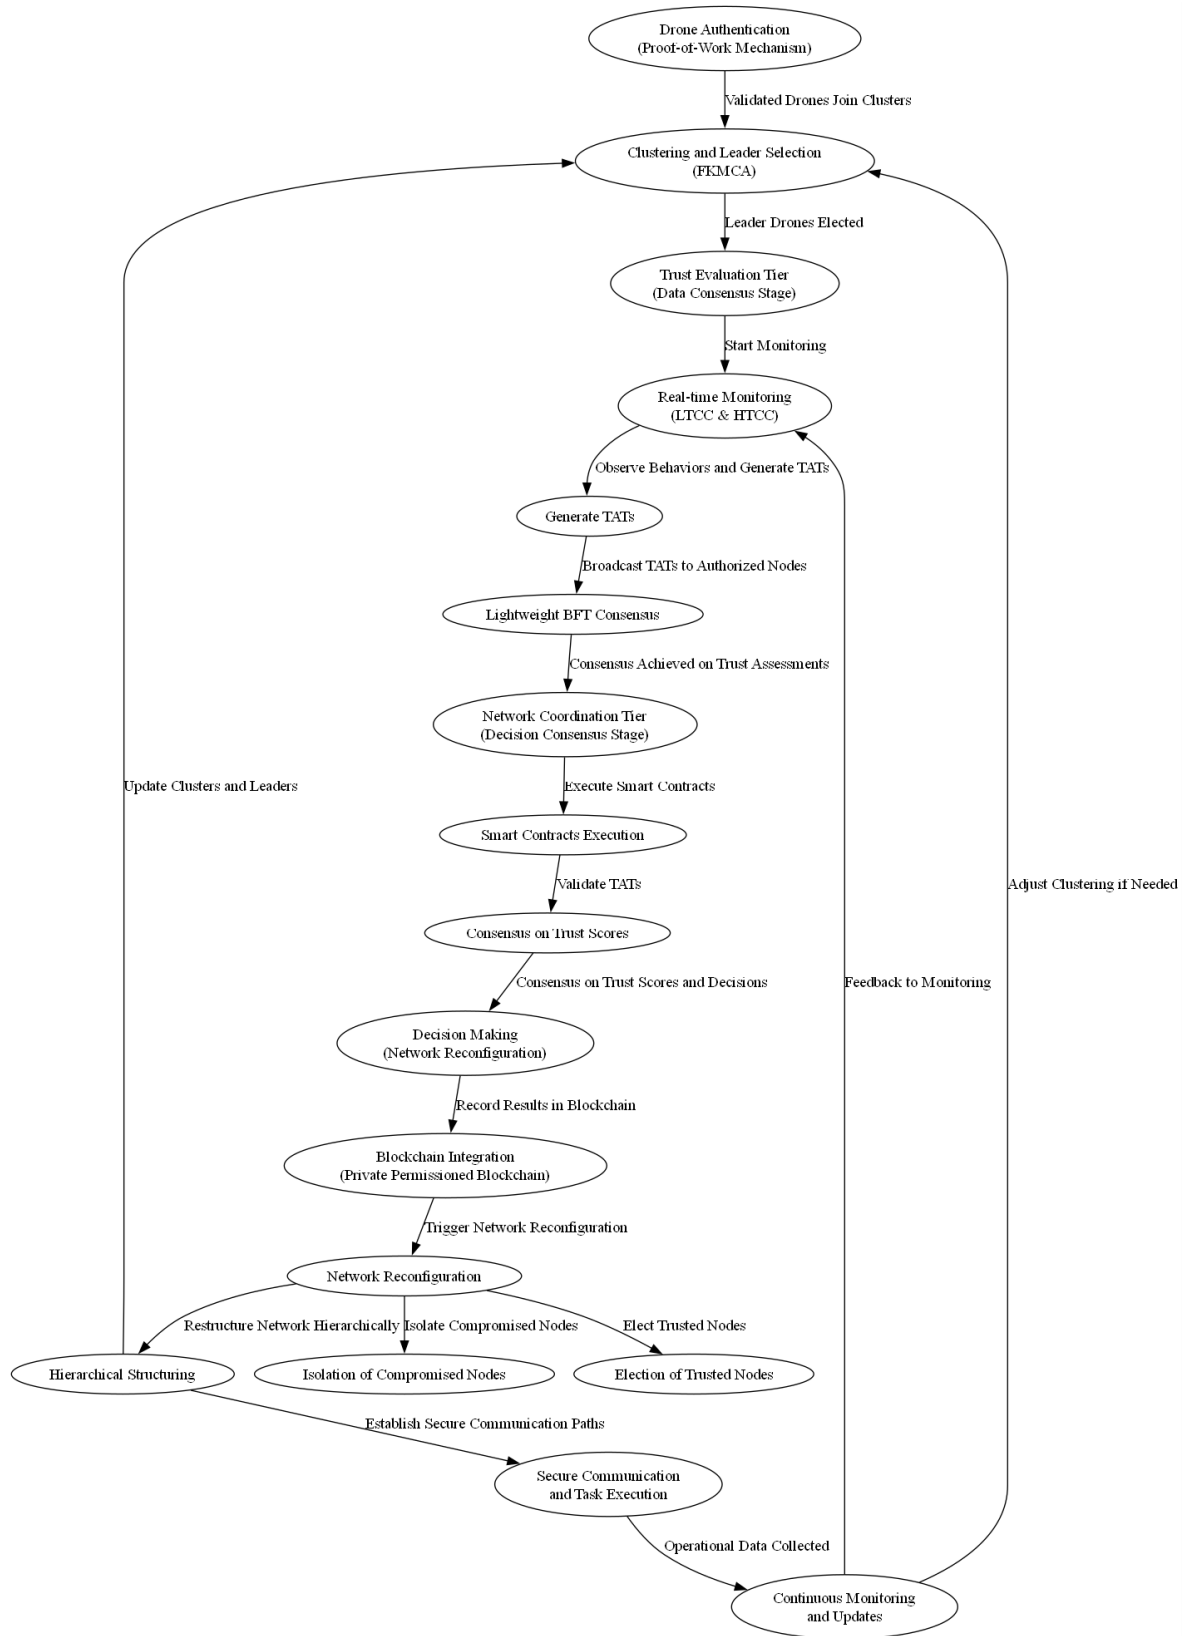 Drone Authentication
(Proof-of-Work Mechanism)
Validated Drones Join Clusters
Clustering and Leader Selection
(FKMCA)
Leader Drones Elected
Trust Evaluation Tier
(Data Consensus Stage)
Start Monitoring
Real-time Monitoring
(LTCC & HTCC)
Observe Behaviors and Generate TATs
Generate TATs
Broadcast TATs to Authorized Nodes
Lightweight BFT Consensus
Consensus Achieved on Trust Assessments
Network Coordination Tier
(Decision Consensus Stage)
Update Clusters and Leaders
Execute Smart Contracts
Smart Contracts Execution
Validate TATs
Adjust Clustering if Needed
Consensus on Trust Scores
Consensus on Trust Scores and Decisions
Feedback to Monitoring
Decision Making
(Network Reconfiguration)
Record Results in Blockchain
Blockchain Integration
(Private Permissioned Blockchain)
Trigger Network Reconfiguration
Network Reconfiguration
Restructure Network Hierarchically
Isolate Compromised Nodes
Elect Trusted Nodes
Hierarchical Structuring
Isolation of Compromised Nodes
Election of Trusted Nodes
Establish Secure Communication Paths
Secure Communication
and Task Execution
Operational Data Collected
Continuous Monitoring
and Updates